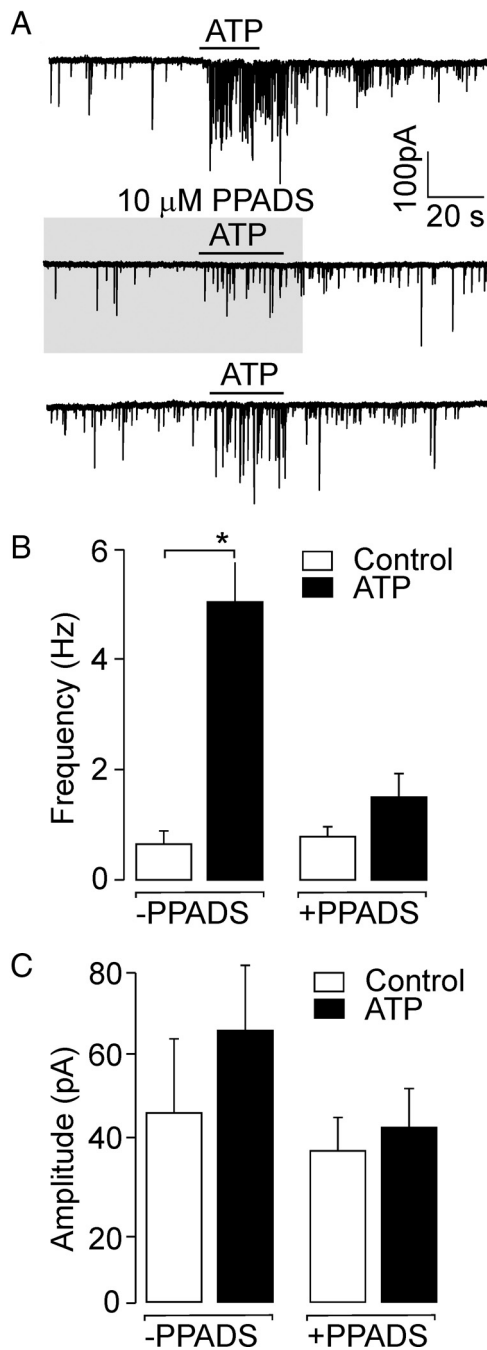 A
ATP
100pA
20 s
10 µM PPADS
ATP
ATP
B
*
Control
ATP
Frequency (Hz)
6
4
2
0
-PPADS
+PPADS
C
Control
ATP
Amplitude (pA)
80
60
40
20
0
-PPADS
+PPADS